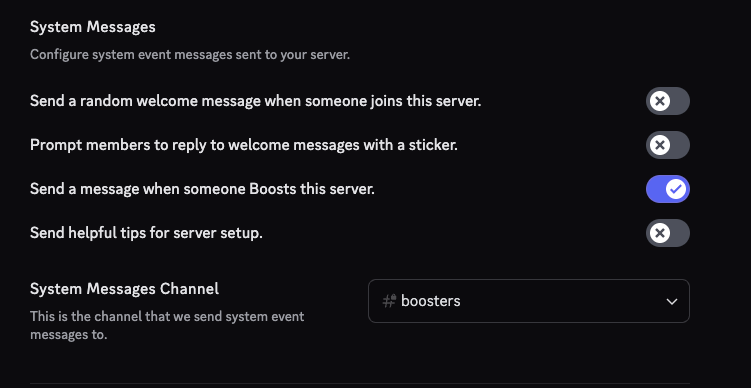 System Messages
Configure system event messages sent to your server.
Send a random welcome message when someone joins this server.
Prompt members to reply to welcome messages with a sticker.
Send a message when someone Boosts this server.
Send helpful tips for server setup.
System Messages Channel
boosters
This is the channel that we send system event
messages to.